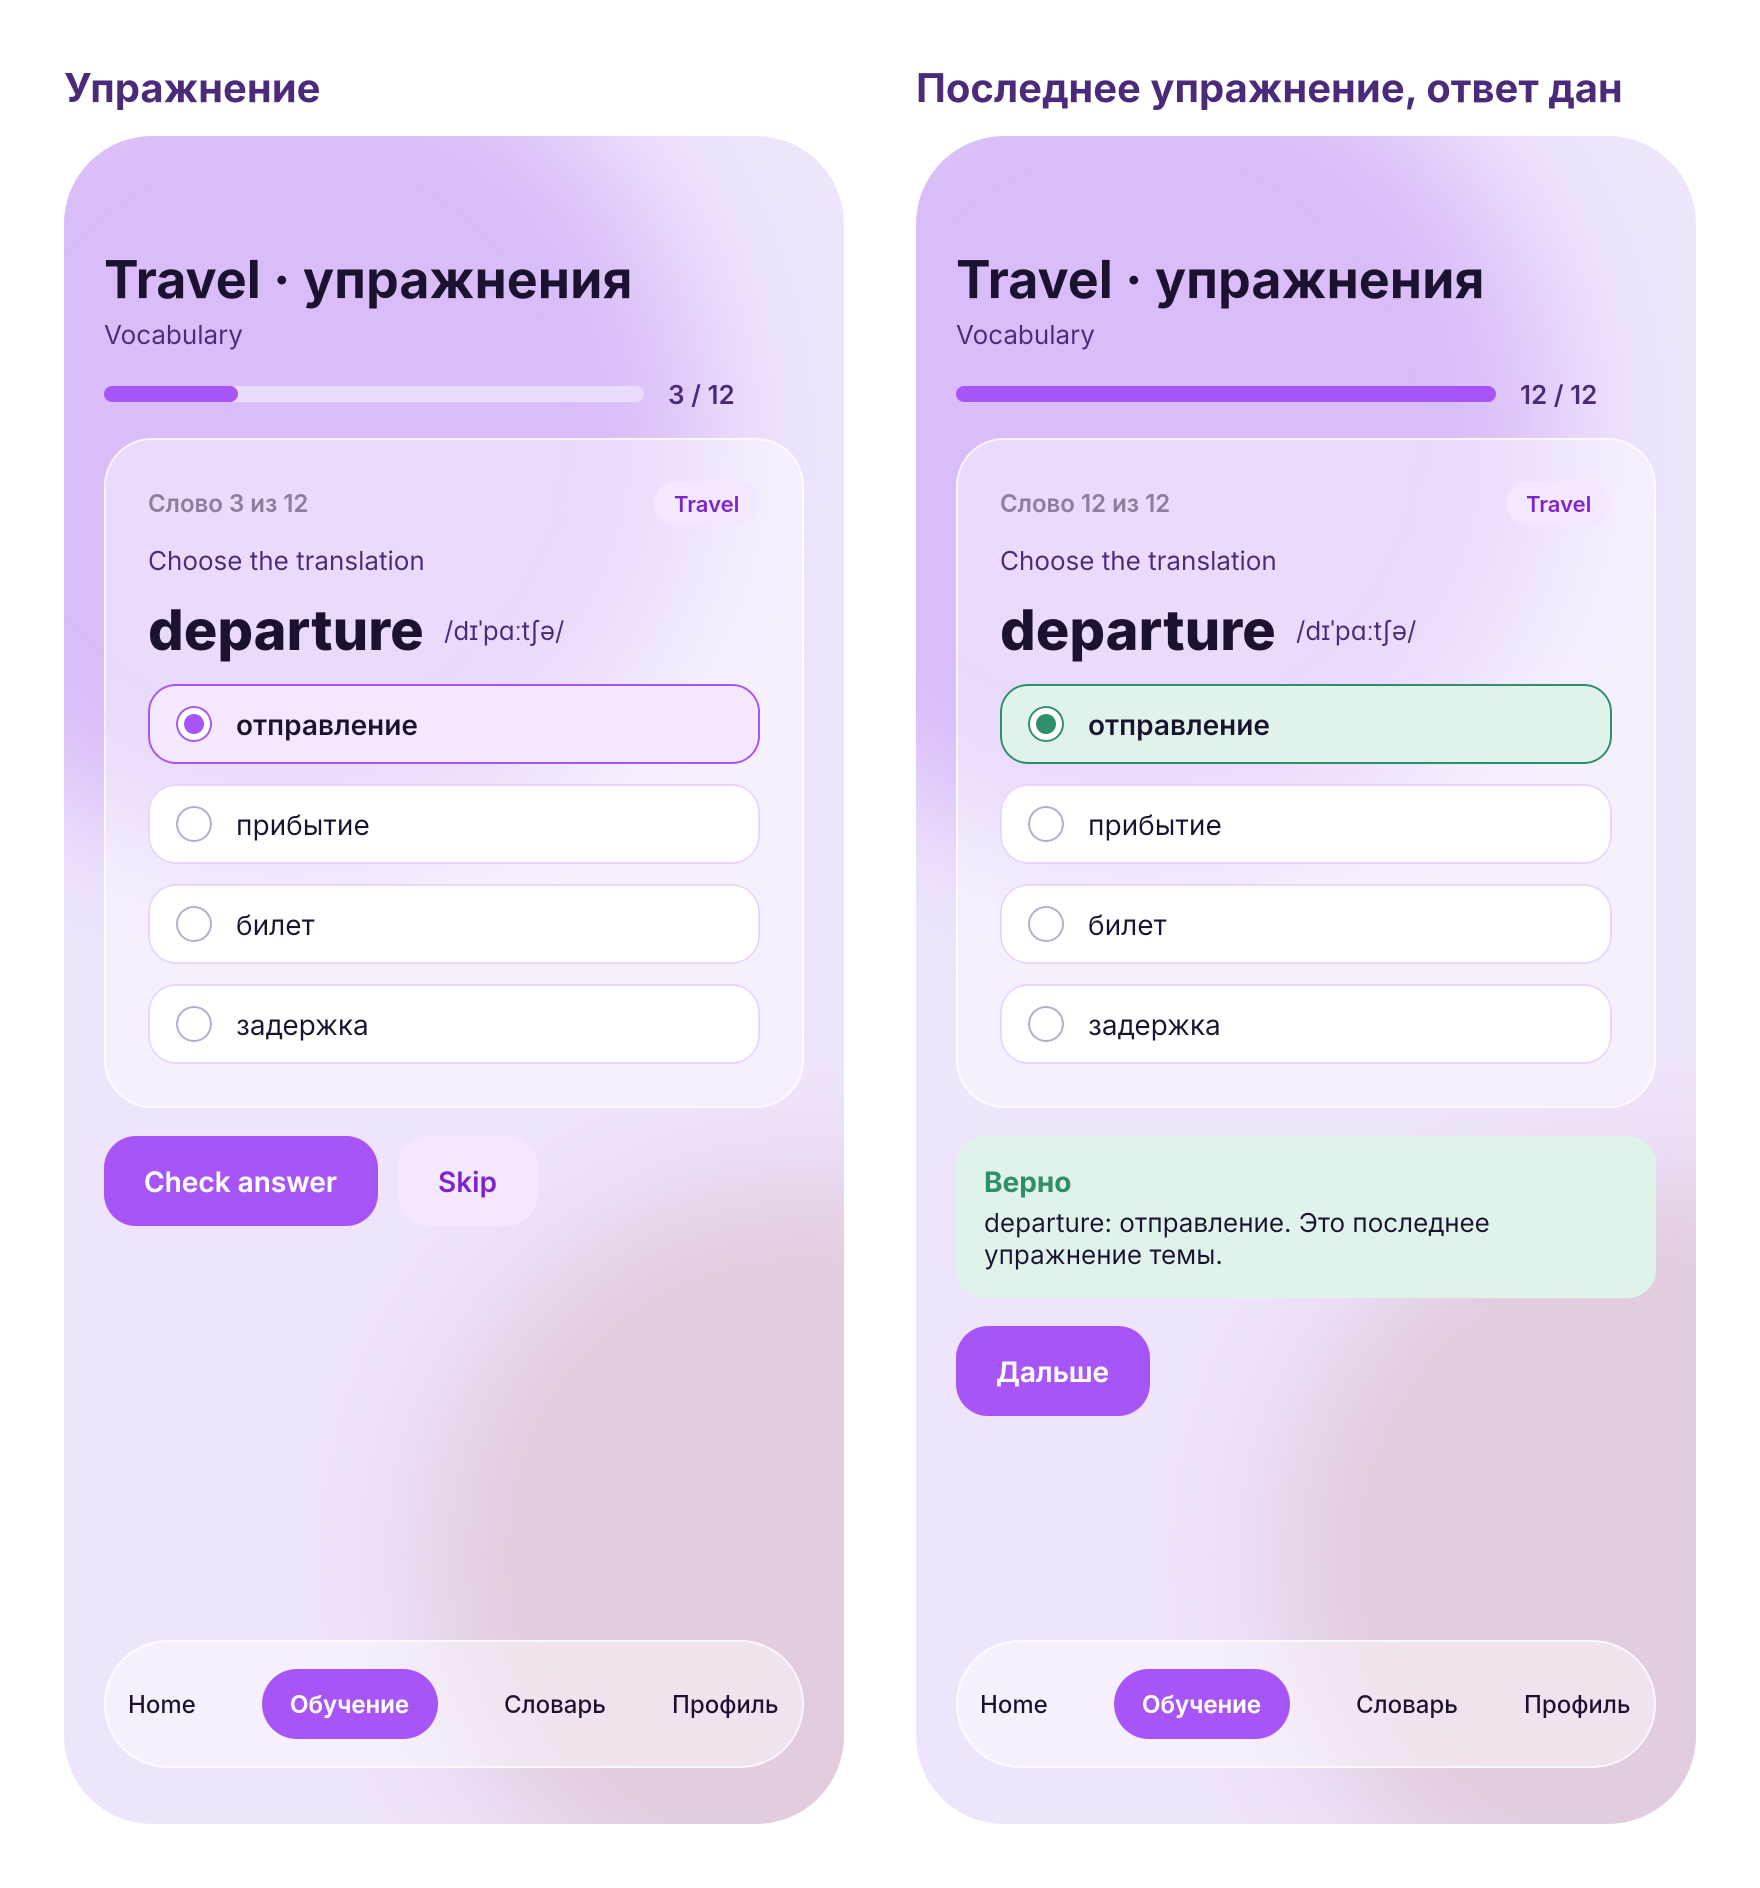 Упражнение
Travel · упражнения
Vocabulary
3 / 12
Слово 3 из 12
Travel
Choose the translation
departure /dɪˈpɑːtʃə/
отправление
прибытие
билет
задержка
Check answer
Skip
Home
Обучение
Словарь
Профиль
Последнее упражнение, ответ дан
Travel · упражнения
Vocabulary
12 / 12
Слово 12 из 12
Travel
Choose the translation
departure /dɪˈpɑːtʃə/
отправление
прибытие
билет
задержка
Верно
departure: отправление. Это последнее
упражнение темы.
Дальше
Home
Обучение
Словарь
Профиль